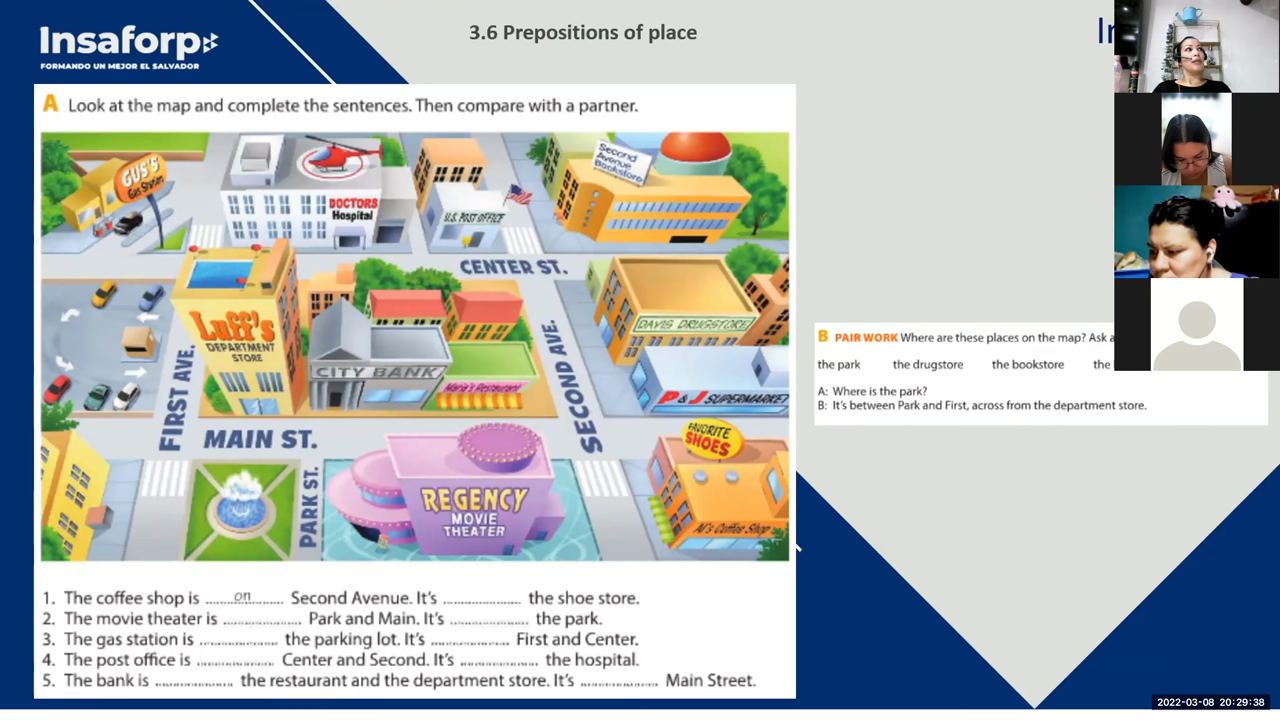 Insaforp
FORMANDO UN MEJOR EL SALVADOR
3.6 Prepositions of place
In
A Look at the map and complete the sentences. Then compare with a partner.
GUS'S
Gas Station
DOCTORS
Hospital
U.S. POST OFFICE
Second
Avenue
Bookstore
CENTER ST.
Luff's
DEPARTMENT
STORE
CITY BANK
Maria's Restaurant
DAVIS DRUGSTORE
P & J SUPERMARKET
FIRST AVE.
SECOND AVE.
MAIN ST.
PARK ST.
REGENCY
MOVIE
THEATER
FAVORITE
SHOES
Al's Coffee Shop
1. The coffee shop is ....on.... Second Avenue. It's .................... the shoe store.
2. The movie theater is .................... Park and Main. It's .................... the park.
3. The gas station is .................... the parking lot. It's .................... First and Center.
4. The post office is .................... Center and Second. It's .................... the hospital.
5. The bank is .................... the restaurant and the department store. It's .................... Main Street.
B PAIR WORK Where are these places on the map? Ask a
the park the drugstore the bookstore the
A: Where is the park?
B: It's between Park and First, across from the department store.
2022-03-08 20:29:38